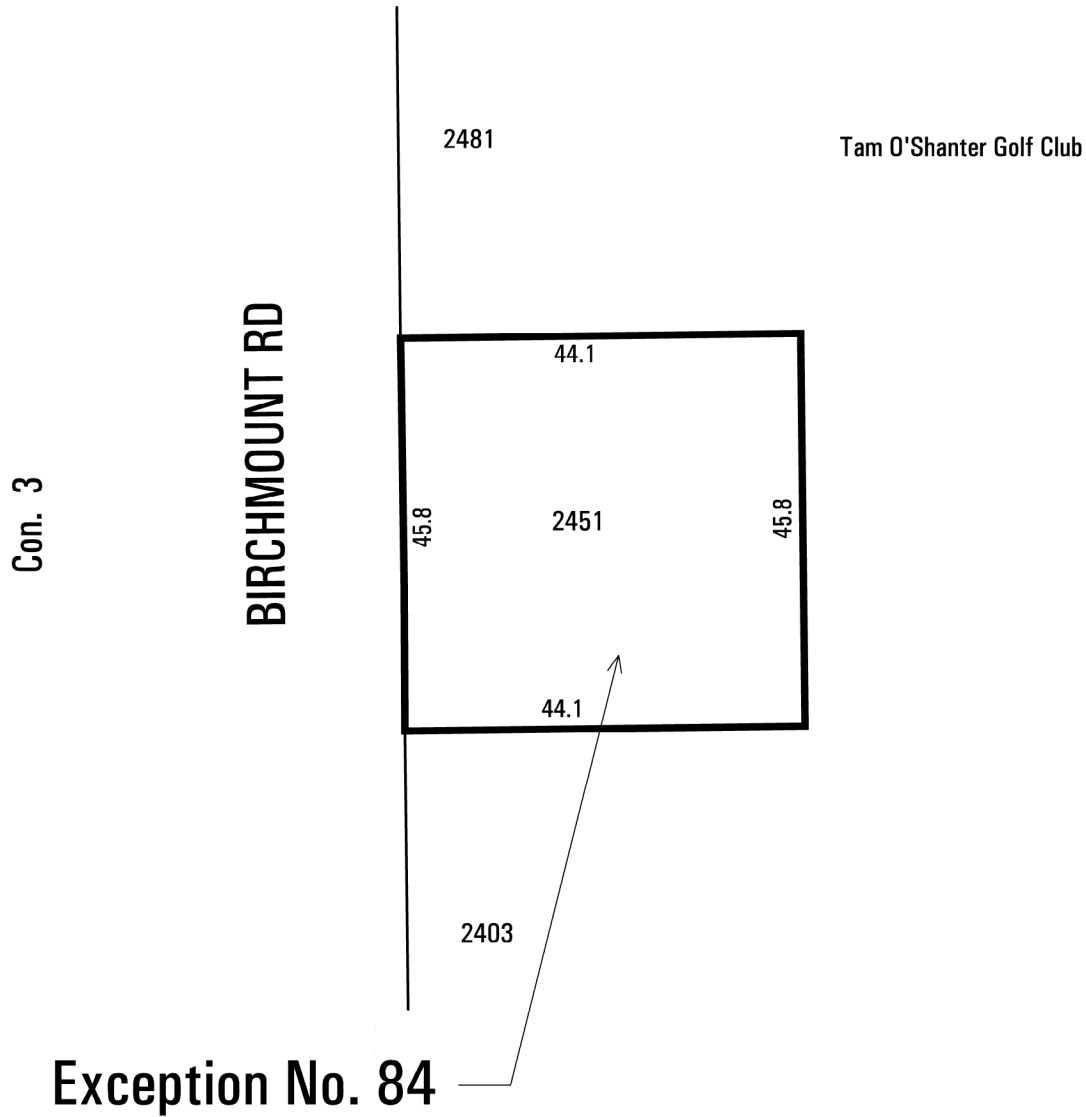 2481
Tam O'Shanter Golf Club
44.1
BIRCHMOUNT RD
Con. 3
45.8
2451
45.8
44.1
2403
Exception No. 84